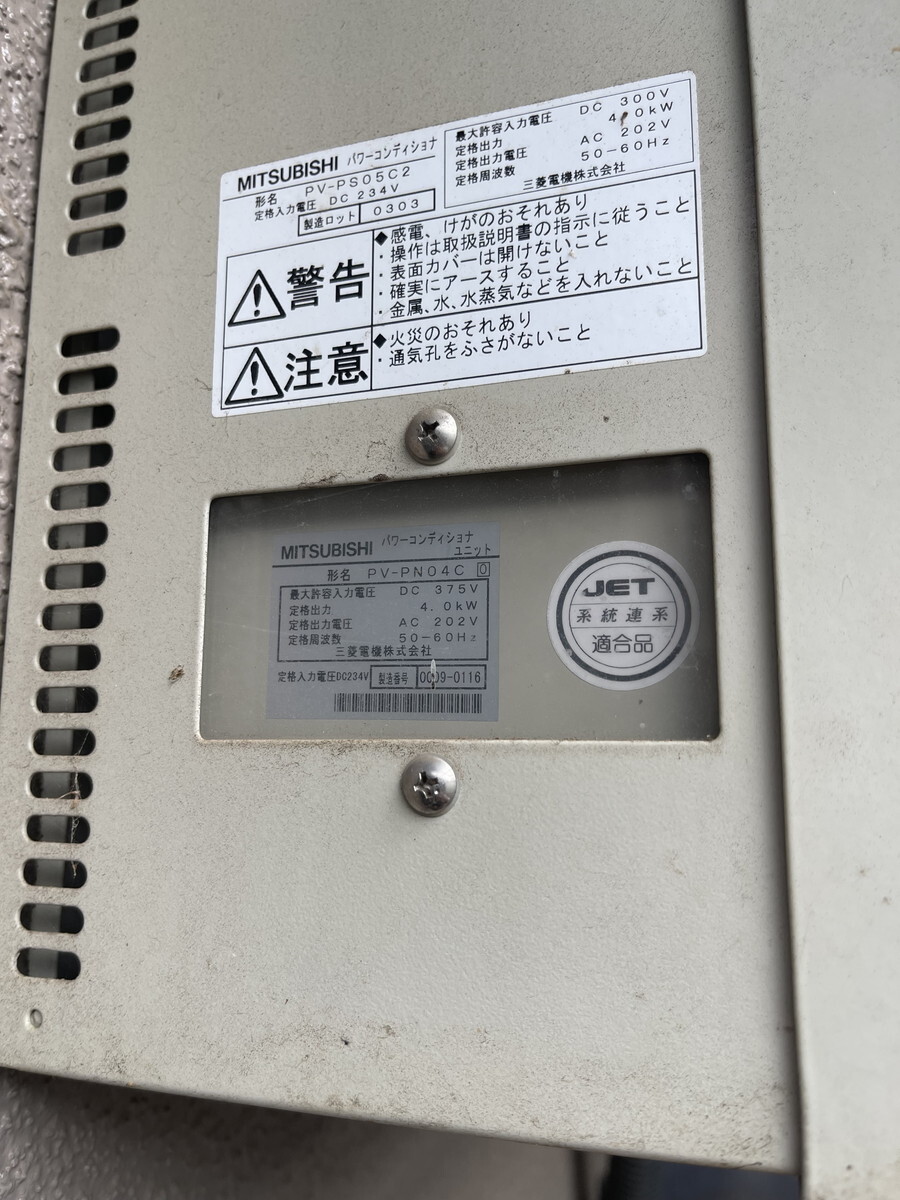 MITSUBISHI パワーコンディショナ
形名 PV-PS05C2
定格入力電圧 DC 234V
製造ロット 0303
最大許容入力電圧 DC 300V
定格出力 4.0kW
定格出力電圧 AC 202V
定格周波数 50-60Hz
三菱電機株式会社
警告
◆感電、けがのおそれあり
・操作は取扱説明書の指示に従うこと
・表面カバーは開けないこと
・確実にアースすること
・金属、水、水蒸気などを入れないこと
注意
◆火災のおそれあり
・通気孔をふさがないこと
MITSUBISHI パワーコンディショナ
ユニット
形名 PV-PN04C 0
最大許容入力電圧 DC 375V
定格出力 4.0kW
定格出力電圧 AC 202V
定格周波数 50-60Hz
三菱電機株式会社
定格入力電圧DC234V 製造番号 0009-0116
JET
系統連系
適合品